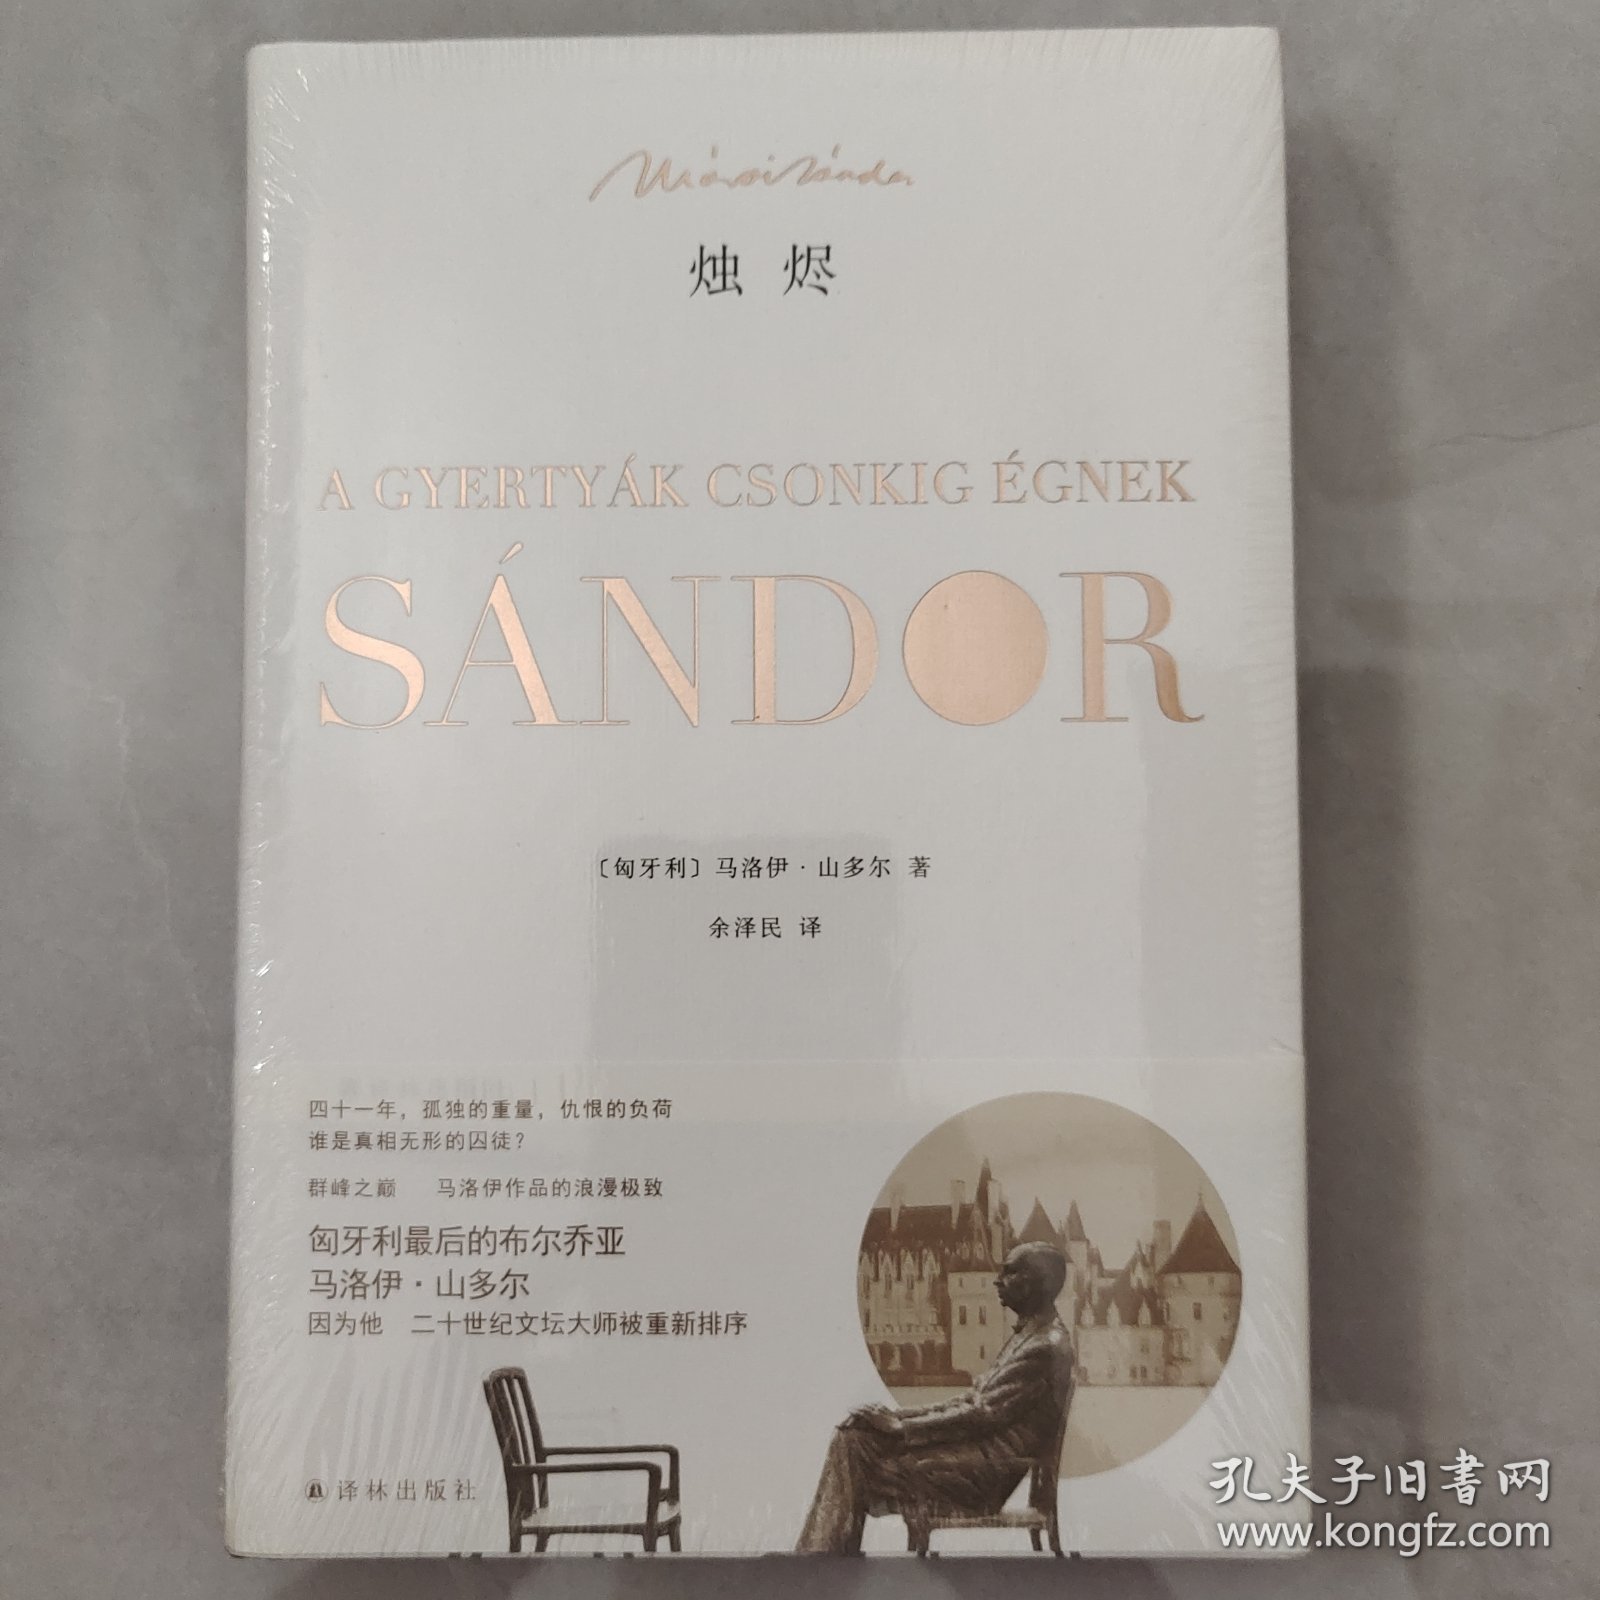 Márai Sándor
烛烬
A GYERTYÁK CSONKIG ÉGNEK
SÁNDOR
〔匈牙利〕马洛伊·山多尔 著
余泽民 译
四十一年，孤独的重量，仇恨的负荷
谁是真相无形的囚徒？
群峰之巅 马洛伊作品的浪漫极致
匈牙利最后的布尔乔亚
马洛伊·山多尔
因为他 二十世纪文坛大师被重新排序
译林出版社
孔夫子旧书网
www.kongfz.com